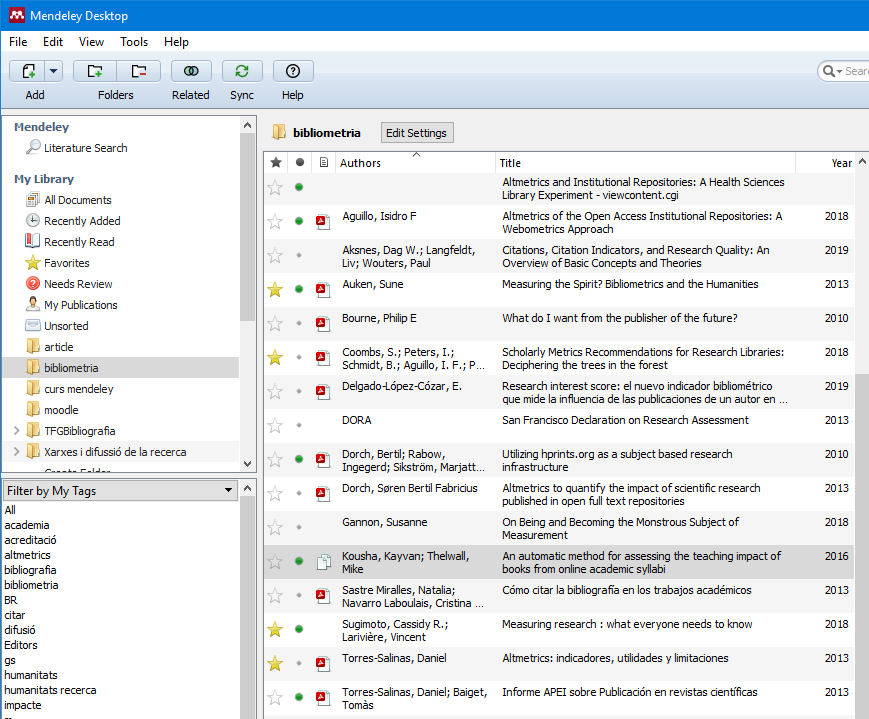 Mendeley Desktop
File Edit View Tools Help
Add Folders Related Sync Help
Sear
Mendeley
Literature Search
My Library
All Documents
Recently Added
Recently Read
Favorites
Needs Review
My Publications
Unsorted
article
bibliometria
curs mendeley
moodle
TFGBibliografia
Xarxes i difussió de la recerca
Create Folder
Filter by My Tags
All
academia
acreditació
altmetrics
bibliografia
bibliometria
BR
citar
difusió
Editors
gs
humanitats
humanitats recerca
impacte
bibliometria Edit Settings
Authors Title Year
Altmetrics and Institutional Repositories: A Health Sciences
Library Experiment - viewcontent.cgi
Aguillo, Isidro F Altmetrics of the Open Access Institutional Repositories: A 2018
Webometrics Approach
Aksnes, Dag W.; Langfeldt, Citations, Citation Indicators, and Research Quality: An 2019
Liv; Wouters, Paul Overview of Basic Concepts and Theories
Auken, Sune Measuring the Spirit? Bibliometrics and the Humanities 2013
Bourne, Philip E What do I want from the publisher of the future? 2010
Coombs, S.; Peters, I.; Scholarly Metrics Recommendations for Research Libraries: 2018
Schmidt, B.; Aguillo, I. F.; P... Deciphering the trees in the forest
Delgado-López-Cózar, E. Research interest score: el nuevo indicador bibliométrico 2019
que mide la influencia de las publicaciones de un autor en ...
DORA San Francisco Declaration on Research Assessment 2013
Dorch, Bertil; Rabow, Utilizing hprints.org as a subject based research 2010
Ingegerd; Sikström, Marjatt... infrastructure
Dorch, Søren Bertil Fabricius Altmetrics to quantify the impact of scientific research 2013
published in open full text repositories
Gannon, Susanne On Being and Becoming the Monstrous Subject of 2018
Measurement
Kousha, Kayvan; Thelwall, An automatic method for assessing the teaching impact of 2016
Mike books from online academic syllabi
Sastre Miralles, Natalia; Cómo citar la bibliografía en los trabajos académicos 2013
Navarro Laboulais, Cristina ...
Sugimoto, Cassidy R.; Measuring research : what everyone needs to know 2018
Larivière, Vincent
Torres-Salinas, Daniel Altmetrics: indicadores, utilidades y limitaciones 2013
Torres-Salinas, Daniel; Baiget, Informe APEI sobre Publicación en revistas científicas 2013
Tomàs